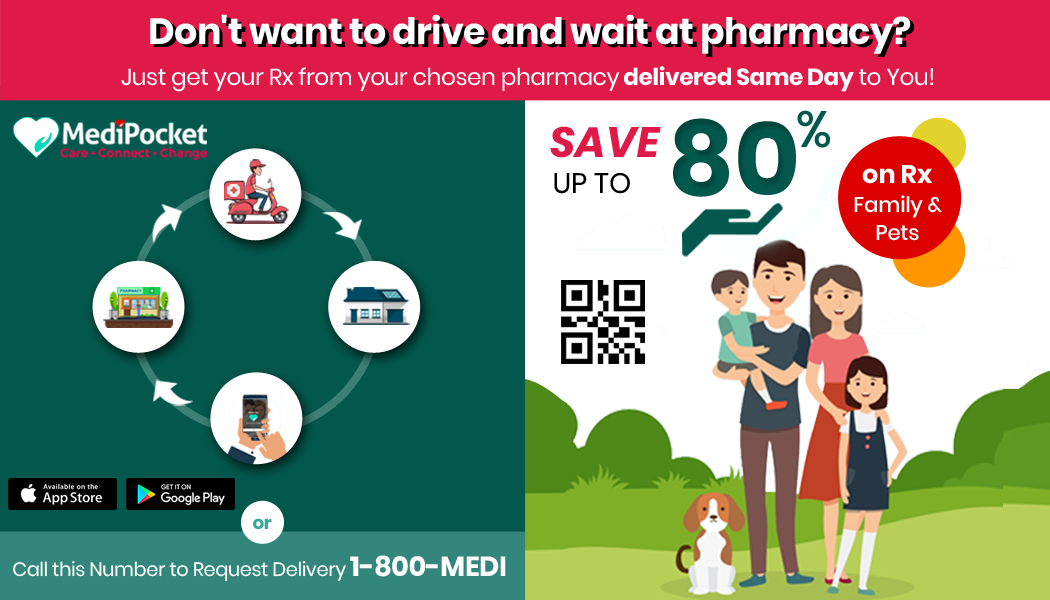 Don't want to drive and wait at pharmacy?
Just get your Rx from your chosen pharmacy delivered Same Day to You!
MediPocket
Care • Connect • Change
PHARMACY
Available on the
App Store
GET IT ON
Google Play
or
Call this Number to Request Delivery 1-800-MEDI
SAVE
UP TO
80%
on Rx
Family &
Pets